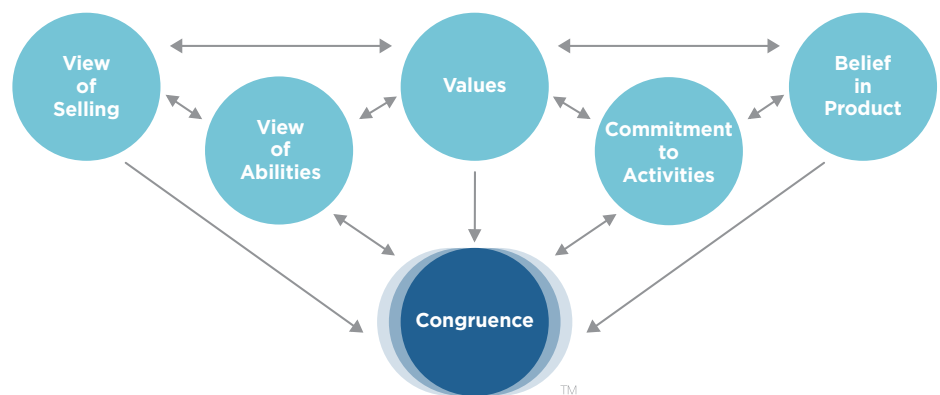 View
of
Selling
View
of
Abilities
Values
Commitment
to
Activities
Belief
in
Product
Congruence
TM